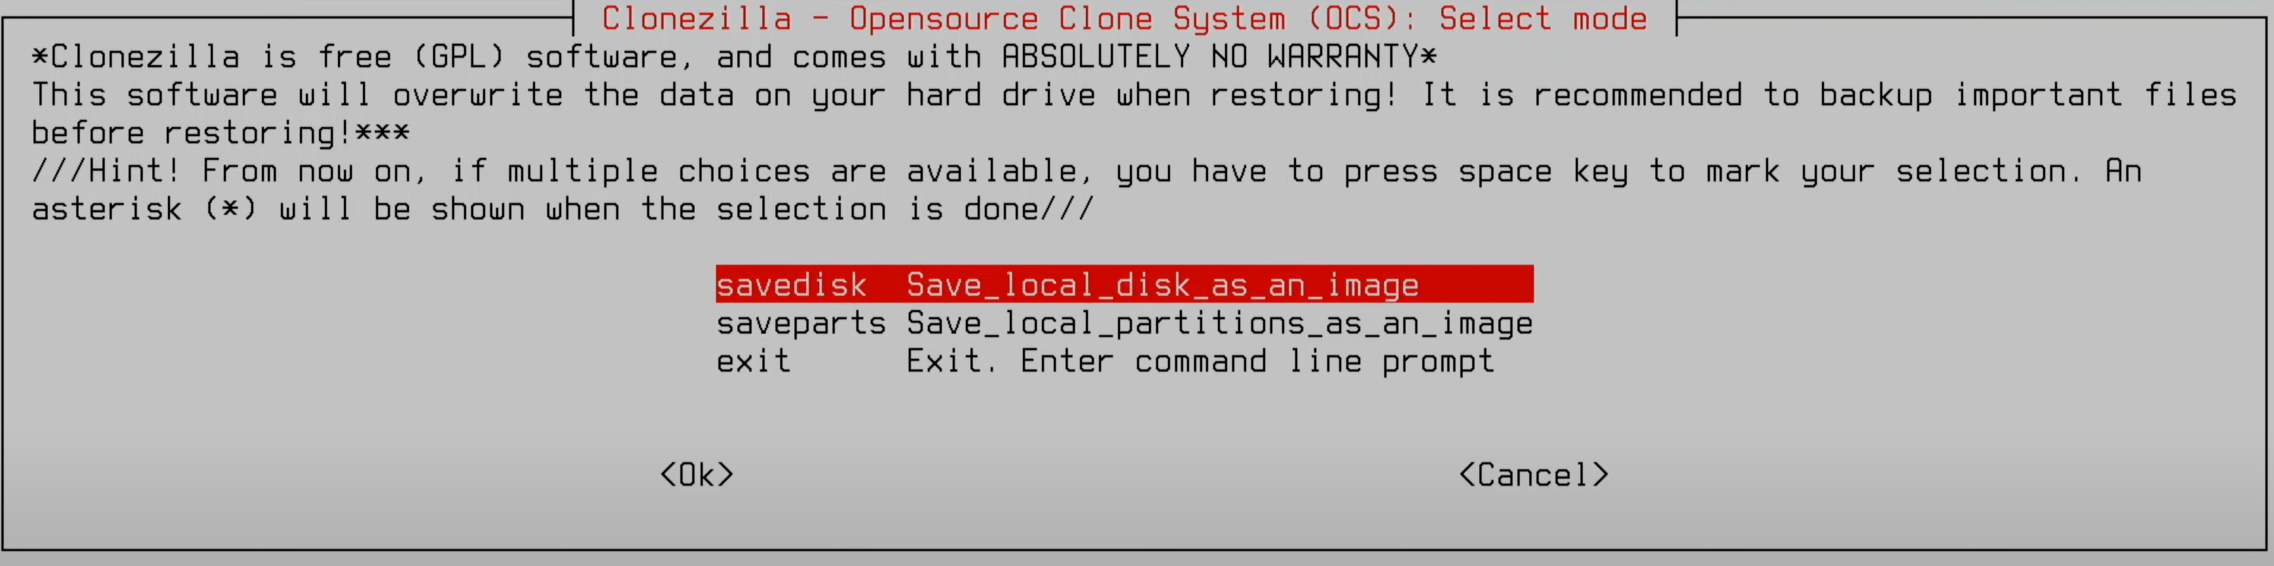 Clonezilla - Opensource Clone System (OCS): Select mode
*Clonezilla is free (GPL) software, and comes with ABSOLUTELY NO WARRANTY*
This software will overwrite the data on your hard drive when restoring! It is recommended to backup important files
before restoring!***
///Hint! From now on, if multiple choices are available, you have to press space key to mark your selection. An
asterisk (*) will be shown when the selection is done///
savedisk Save_local_disk_as_an_image
saveparts Save_local_partitions_as_an_image
exit Exit. Enter command line prompt
<Ok> <Cancel>